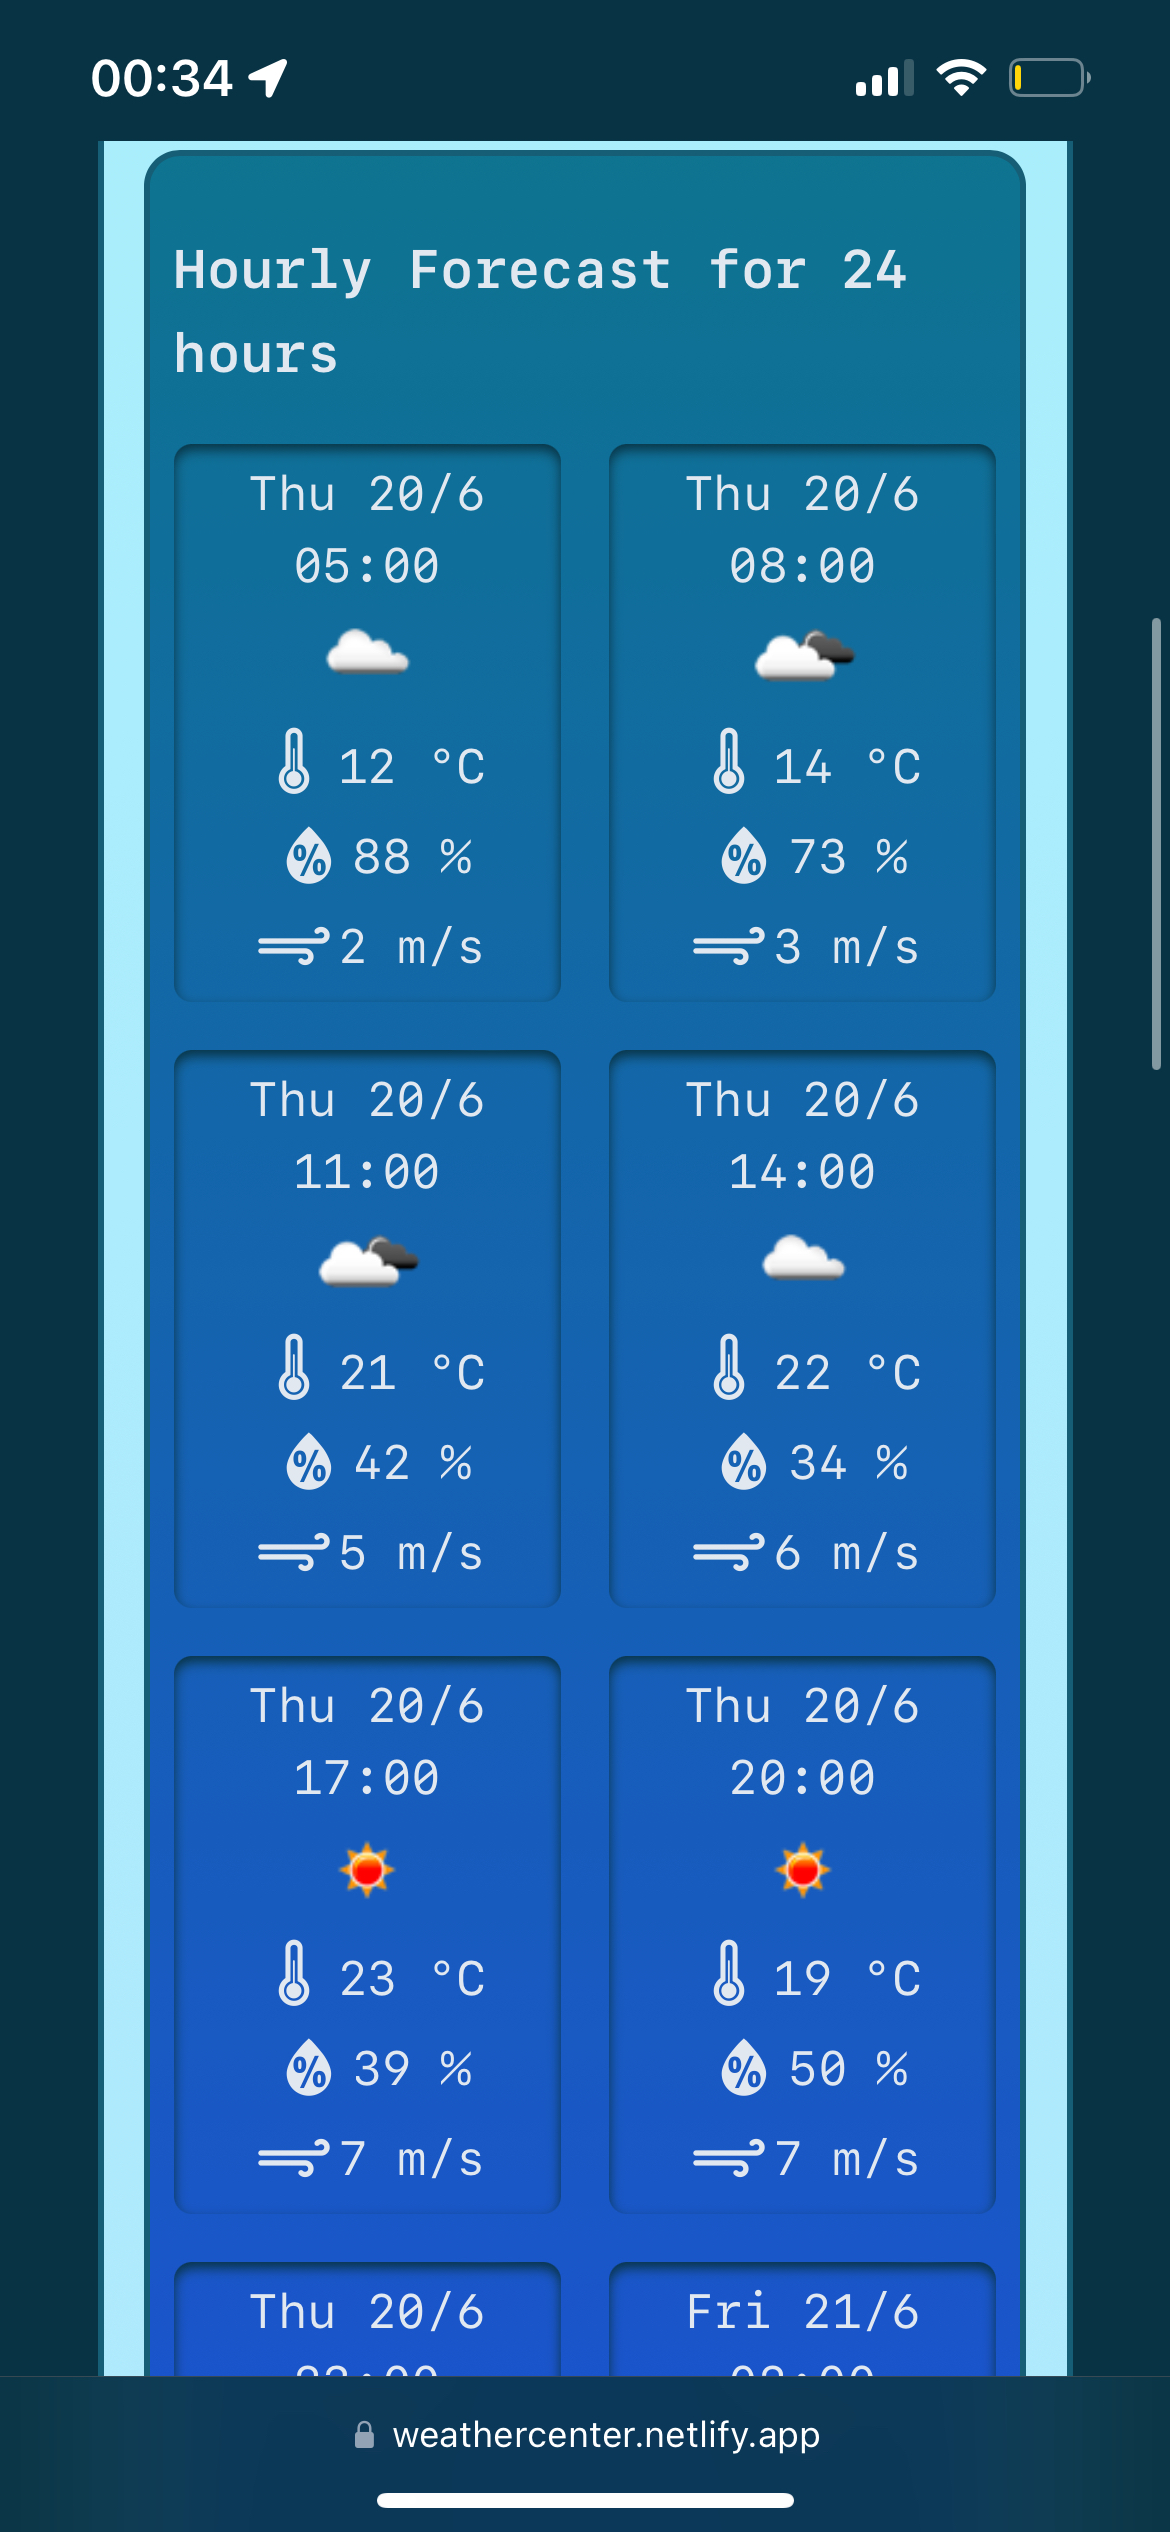 00:34
Hourly Forecast for 24
hours
Thu 20/6
05:00
12 °C
% 88 %
2 m/s
Thu 20/6
08:00
14 °C
% 73 %
3 m/s
Thu 20/6
11:00
21 °C
% 42 %
5 m/s
Thu 20/6
14:00
22 °C
% 34 %
6 m/s
Thu 20/6
17:00
23 °C
% 39 %
7 m/s
Thu 20/6
20:00
19 °C
% 50 %
7 m/s
Thu 20/6
Fri 21/6
weathercenter.netlify.app